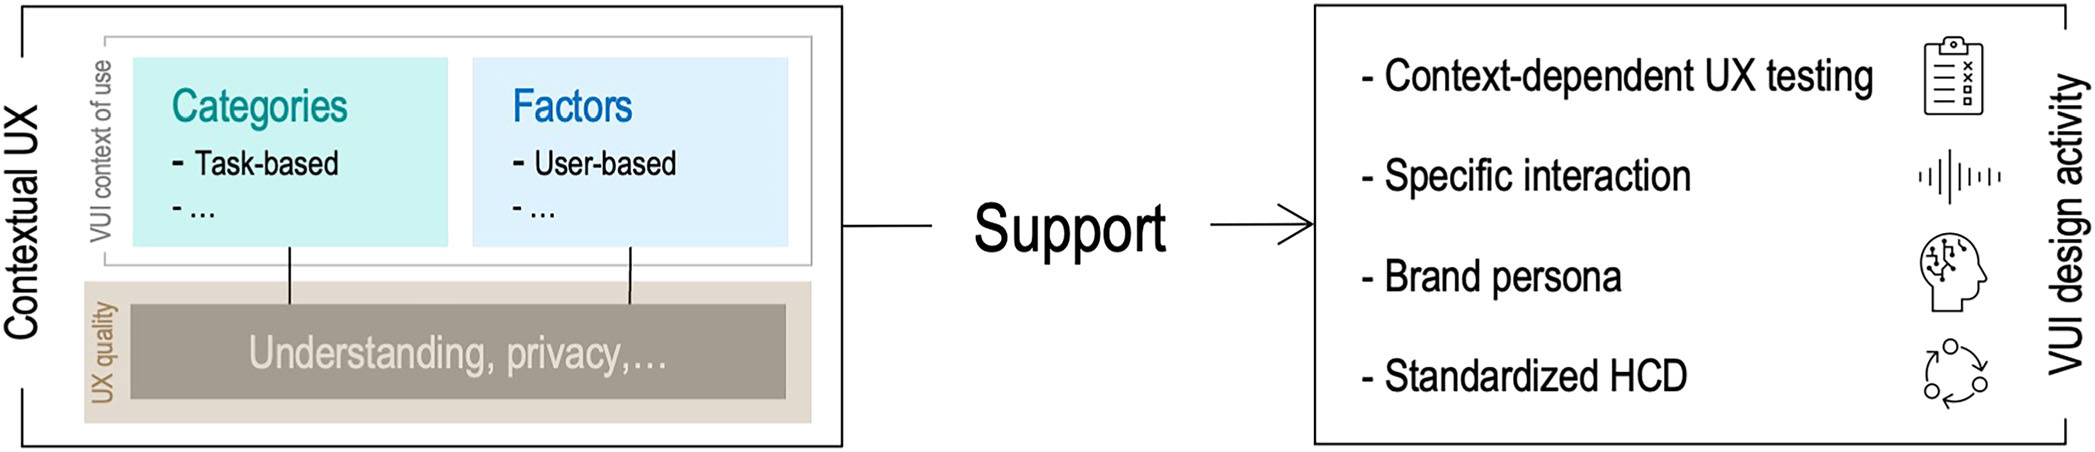 Contextual UX
VUI context of use
Categories
- Task-based
- ...
Factors
- User-based
- ...
UX quality
Understanding, privacy,...
Support
- Context-dependent UX testing
- Specific interaction
- Brand persona
- Standardized HCD
VUI design activity